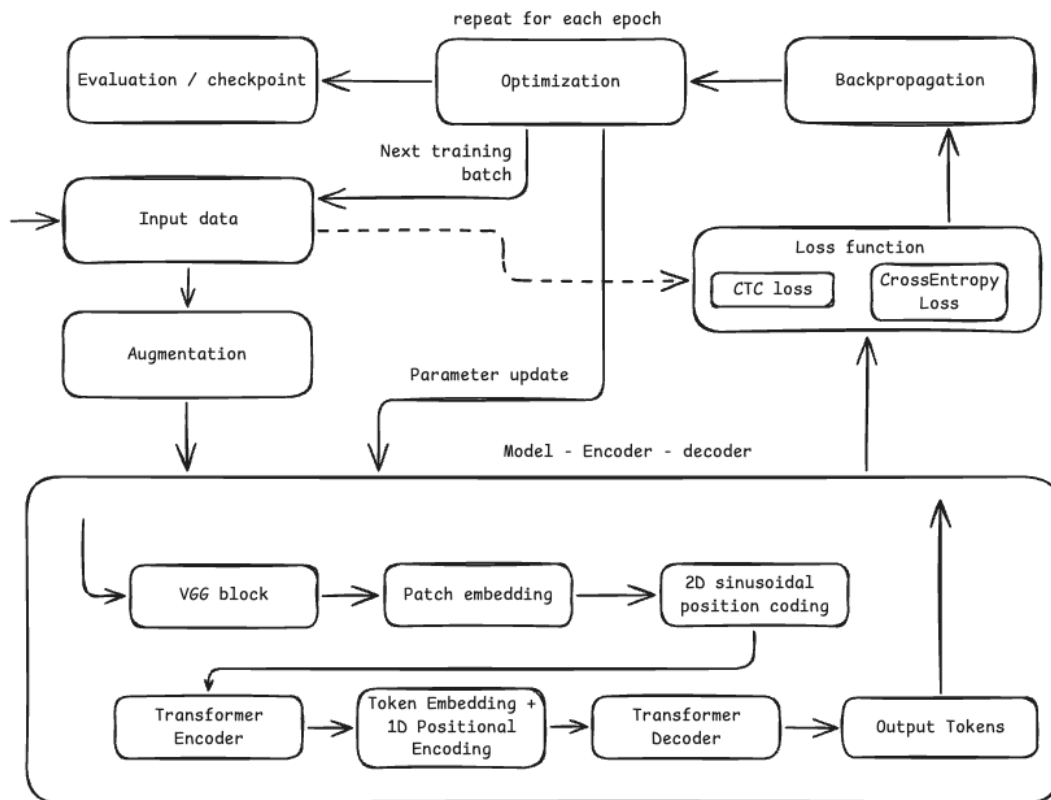 repeat for each epoch
Evaluation / checkpoint
Optimization
Backpropagation
Next training
batch
Input data
Loss function
CTC loss
CrossEntropy
Loss
Augmentation
Parameter update
Model - Encoder - decoder
VGG block
Patch embedding
2D sinusoidal
position coding
Transformer
Encoder
Token Embedding +
1D Positional
Encoding
Transformer
Decoder
Output Tokens